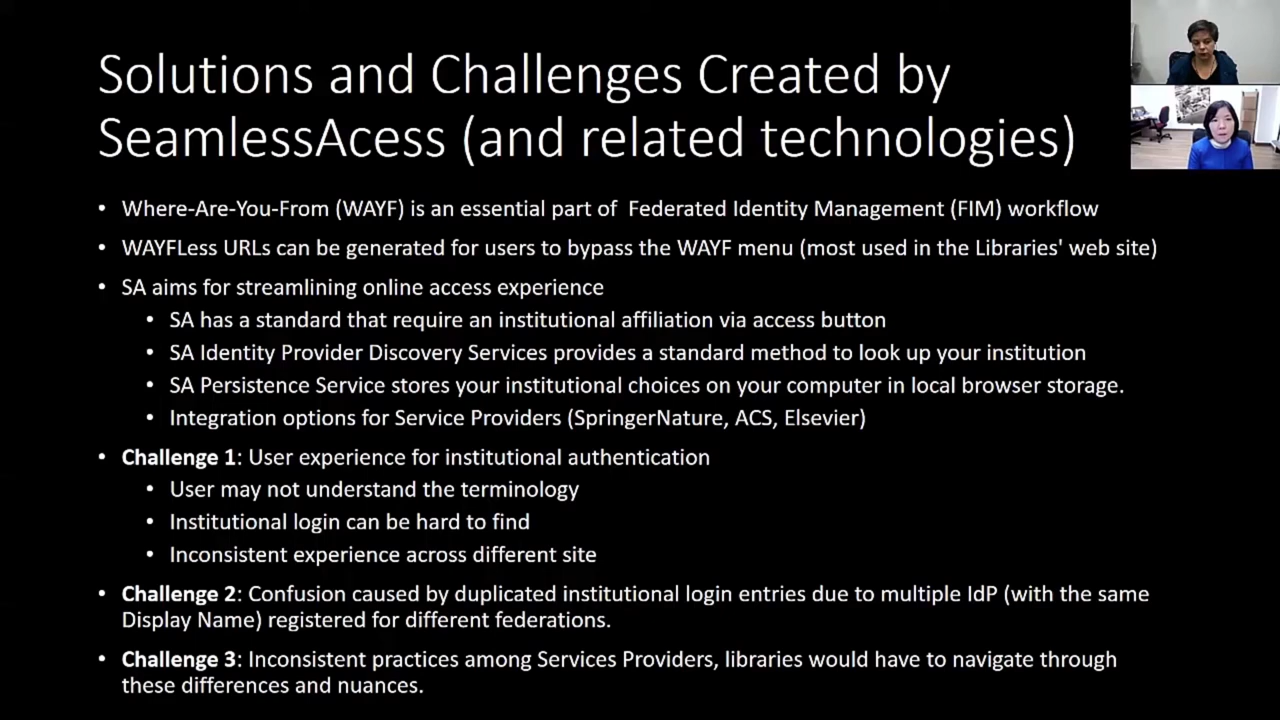 Solutions and Challenges Created by
SeamlessAcess (and related technologies)
• Where-Are-You-From (WAYF) is an essential part of Federated Identity Management (FIM) workflow
• WAYFLess URLs can be generated for users to bypass the WAYF menu (most used in the Libraries' web site)
• SA aims for streamlining online access experience
• SA has a standard that require an institutional affiliation via access button
• SA Identity Provider Discovery Services provides a standard method to look up your institution
• SA Persistence Service stores your institutional choices on your computer in local browser storage.
• Integration options for Service Providers (SpringerNature, ACS, Elsevier)
• Challenge 1: User experience for institutional authentication
• User may not understand the terminology
• Institutional login can be hard to find
• Inconsistent experience across different site
• Challenge 2: Confusion caused by duplicated institutional login entries due to multiple IdP (with the same
Display Name) registered for different federations.
• Challenge 3: Inconsistent practices among Services Providers, libraries would have to navigate through
these differences and nuances.